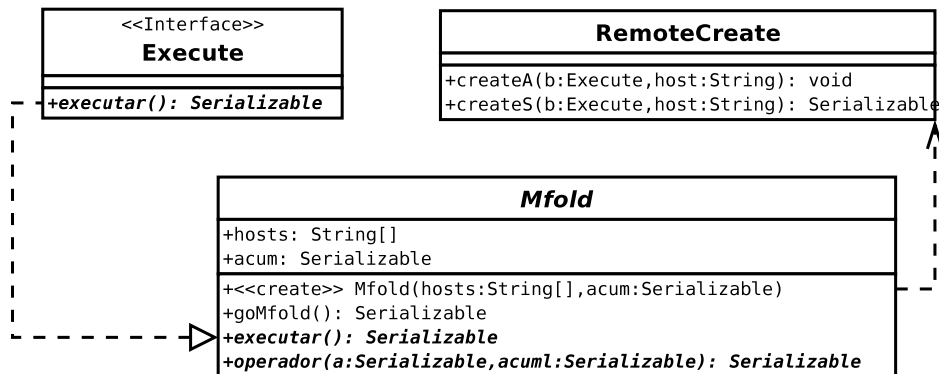 <<Interface>>
Execute
+executar(): Serializable
RemoteCreate
+createA(b:Execute,host:String): void
+createS(b:Execute,host:String): Serializable
Mfold
+hosts: String[]
+acum: Serializable
+<<create>> Mfold(hosts:String[],acum:Serializable)
+goMfold(): Serializable
+executar(): Serializable
+operador(a:Serializable,acuml:Serializable): Serializable